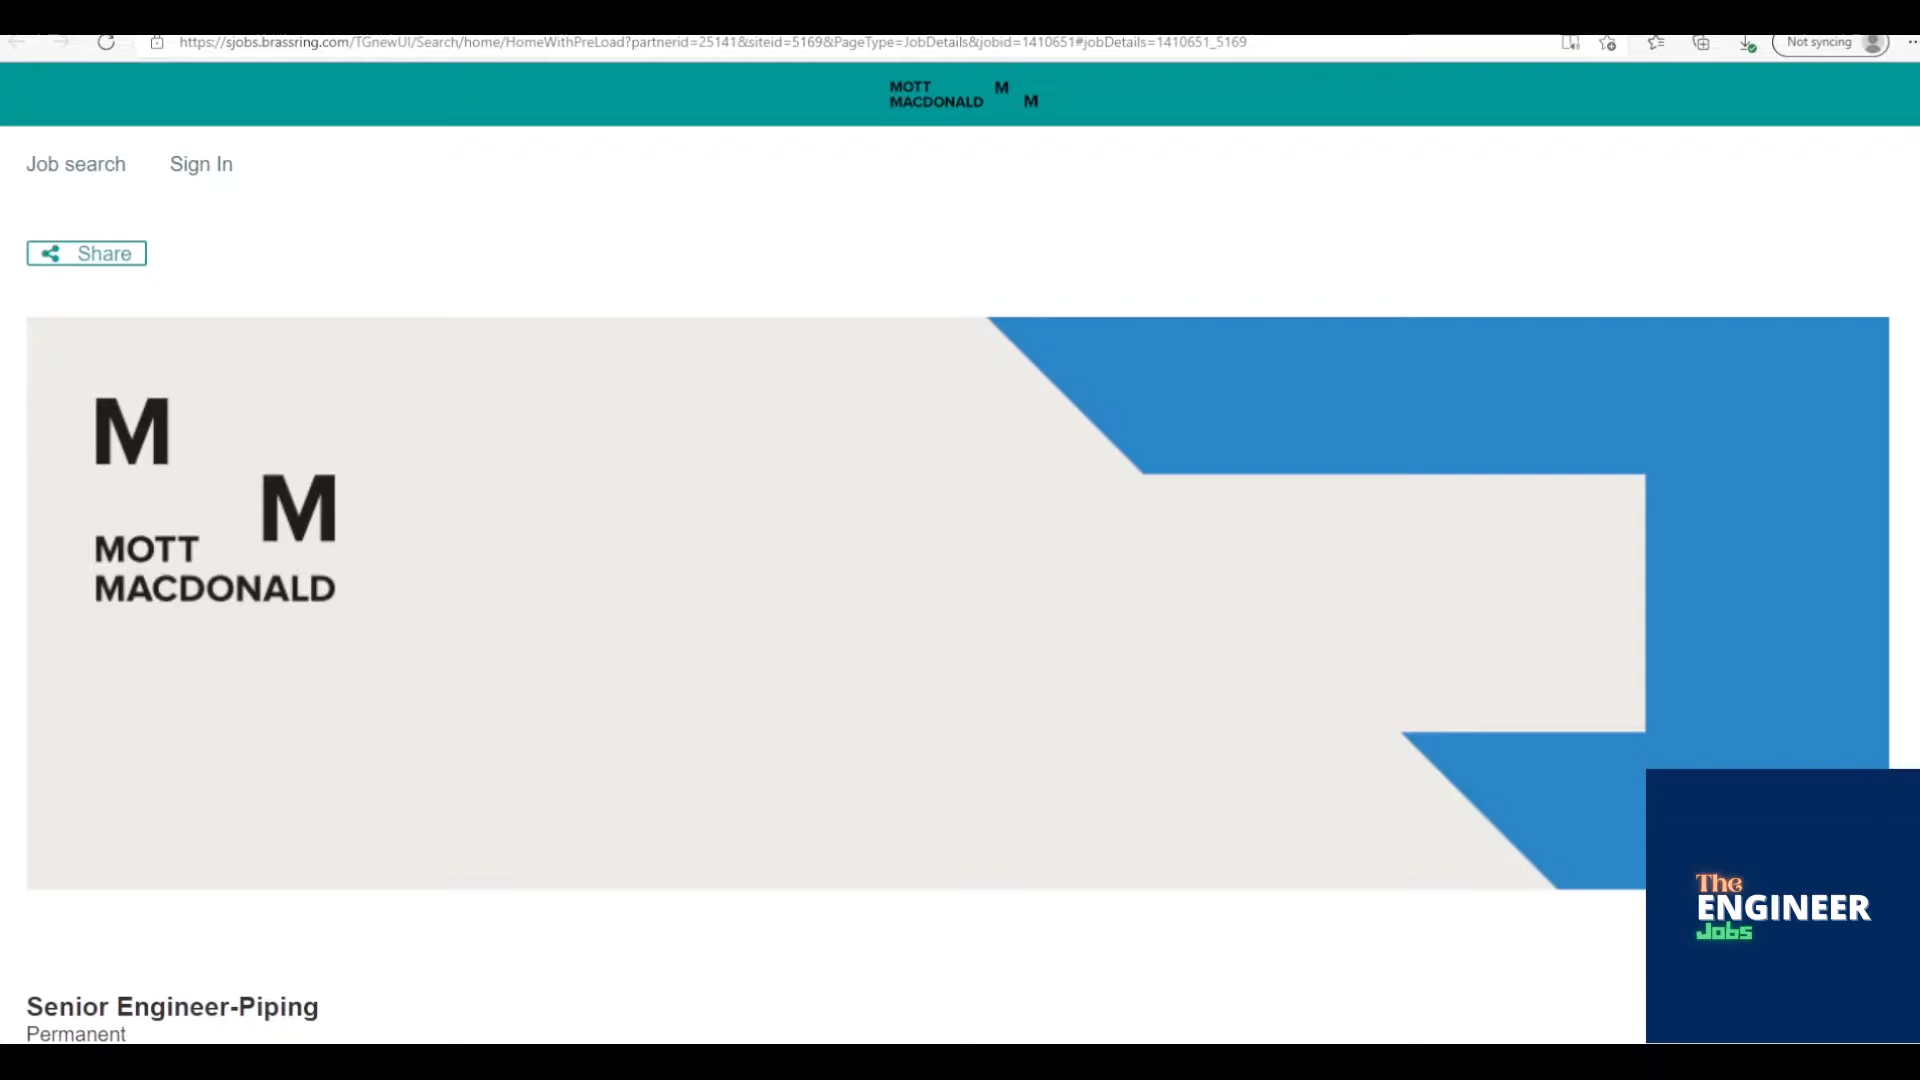 https://sjobs.brassring.com/TGnewUI/Search/home/HomeWithPreLoad?partnerid=25141&siteid=5169&PageType=JobDetails&jobid=1410651#jobDetails=1410651_5169
Not syncing
MOTT M
MACDONALD M
Job search Sign In
Share
M
M
MOTT
MACDONALD
The
ENGINEER
Jobs
Senior Engineer-Piping
Permanent